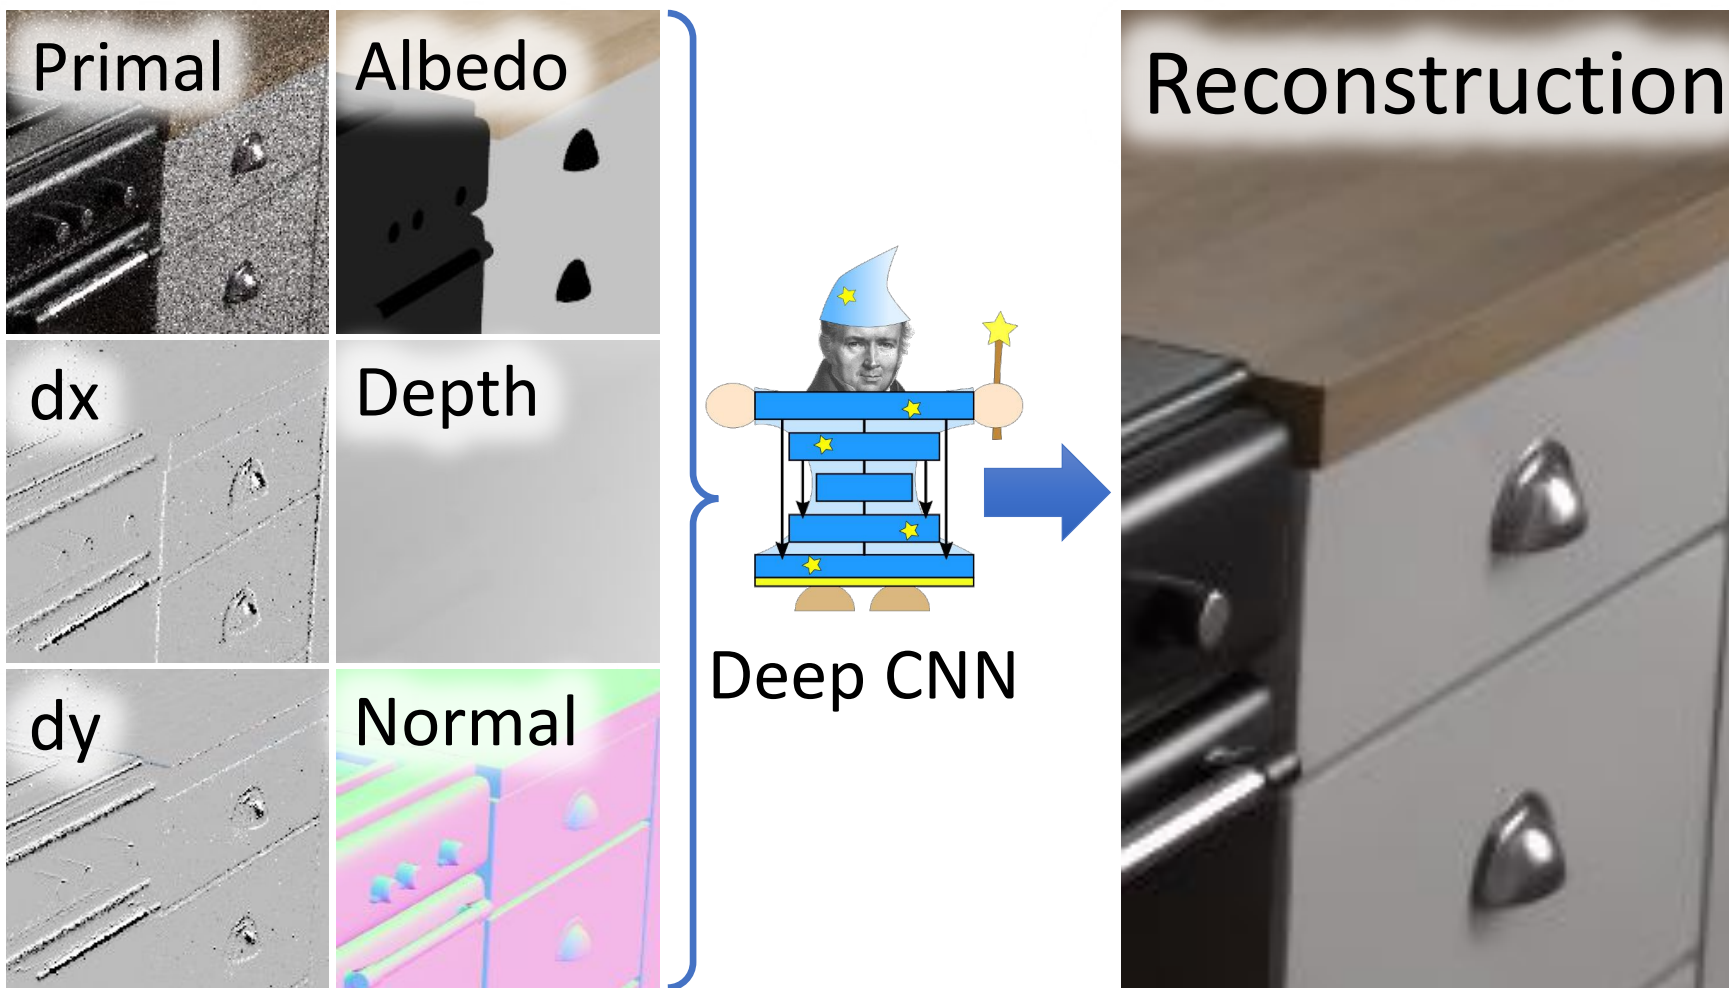 Primal
Albedo
dx
Depth
dy
Normal
Deep CNN
Reconstruction